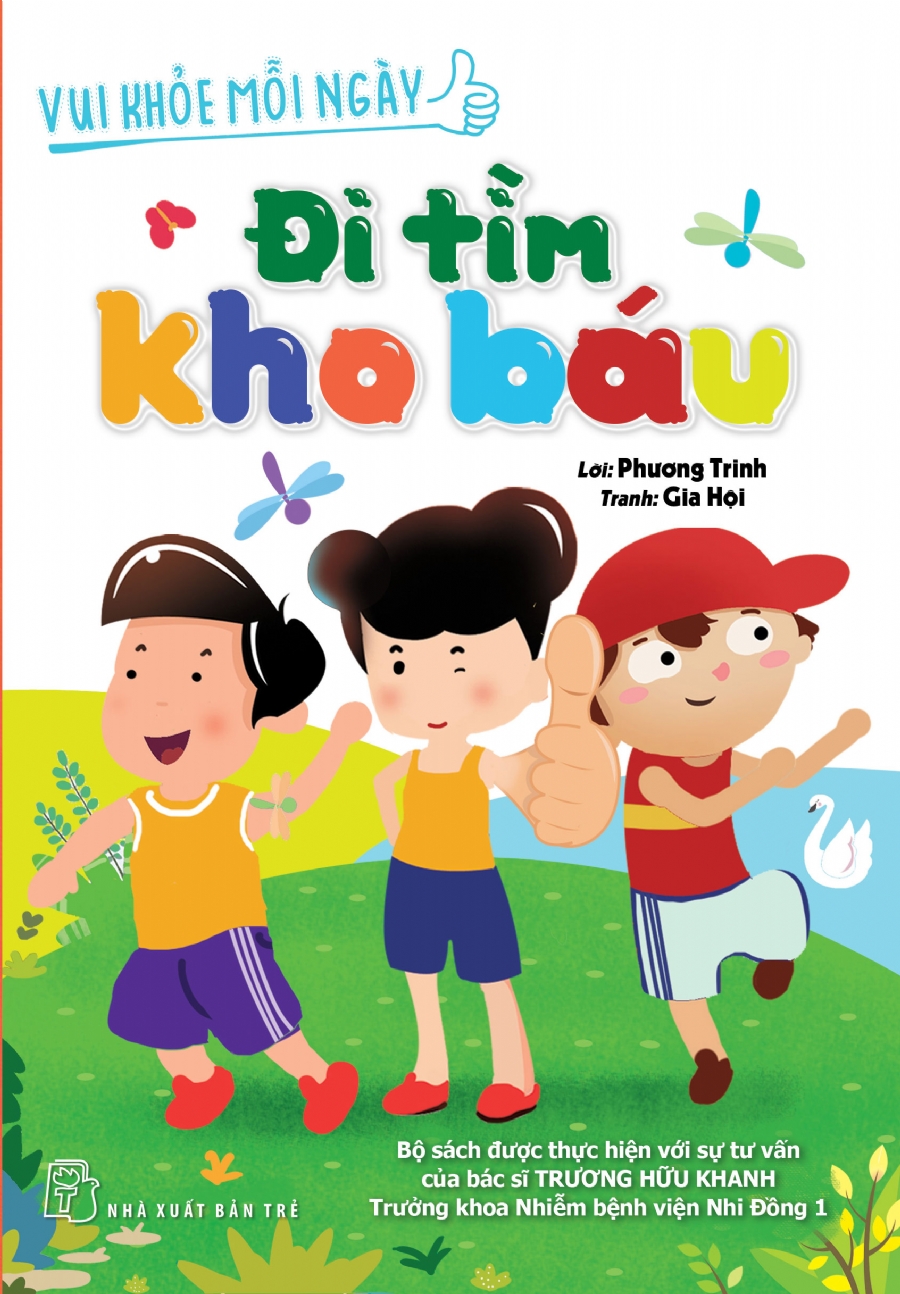 VUI KHỎE MỖI NGÀY
Đi tìm
kho báu
Lời: Phương Trinh
Tranh: Gia Hội
Bộ sách được thực hiện với sự tư vấn
của bác sĩ TRƯƠNG HỮU KHANH
Trưởng khoa Nhiễm bệnh viện Nhi Đồng 1
T
NHÀ XUẤT BẢN TRẺ